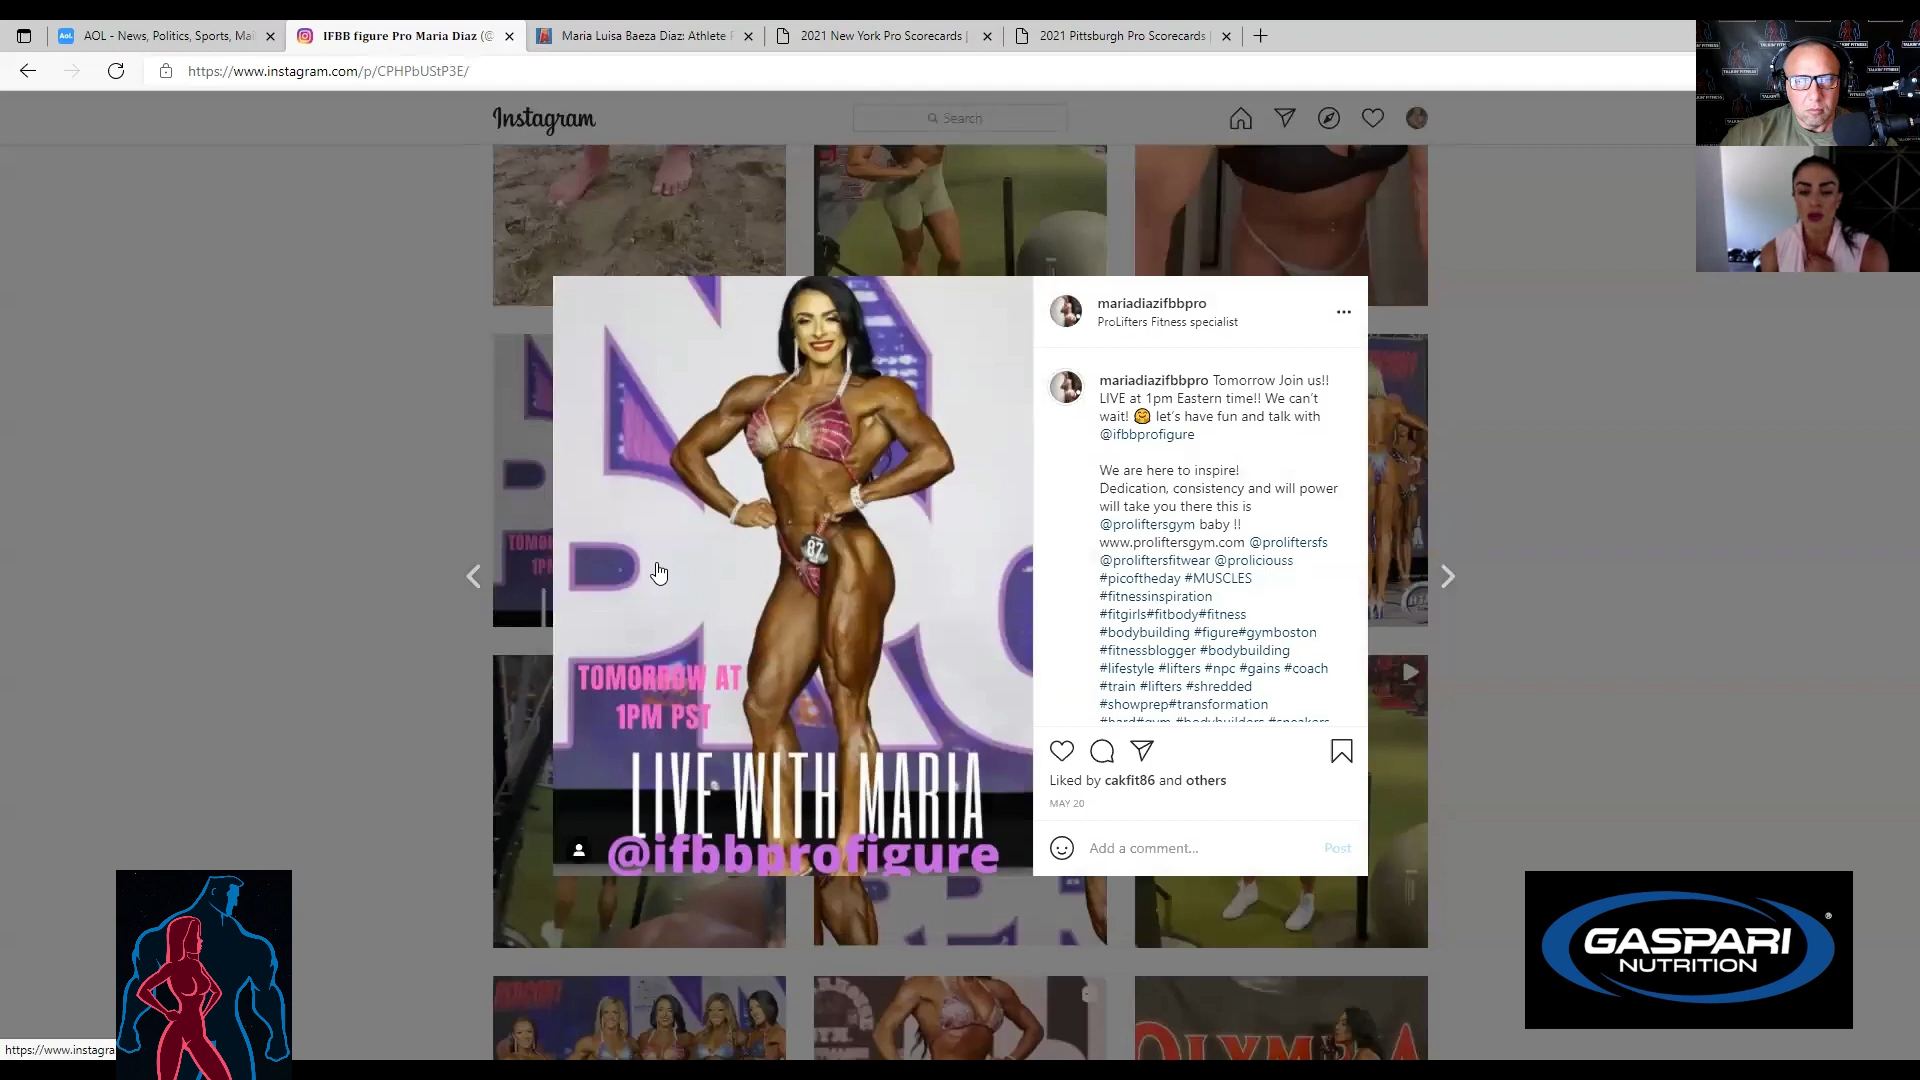 AOL - News, Politics, Sports, Mai
IFBB figure Pro Maria Diaz (@
Maria Luisa Baeza Diaz: Athlete P
2021 New York Pro Scorecards |
2021 Pittsburgh Pro Scorecards |
https://www.instagram.com/p/CPHPbUStP3E/
Instagram
Search
mariadiazifbbpro
ProLifters Fitness specialist
mariadiazifbbpro Tomorrow Join us!!
LIVE at 1pm Eastern time!! We can't
wait! 🤗 let's have fun and talk with
@ifbbprofigure
We are here to inspire!
Dedication, consistency and will power
will take you there this is
@proliftersgym baby !!
www.proliftersgym.com @proliftersfs
@proliftersfitwear @proliciouss
#picoftheday #MUSCLES
#fitnessinspiration
#fitgirls#fitbody#fitness
#bodybuilding #figure#gymboston
#fitnessblogger #bodybuilding
#lifestyle #lifters #npc #gains #coach
#train #lifters #shredded
#showprep#transformation
#hard#gym #bodybuilders #sneakers
87
TOMORROW AT
1PM PST
LIVE WITH MARIA
@ifbbprofigure
Liked by cakfit86 and others
MAY 20
Add a comment...
Post
GASPARI
NUTRITION
https://www.instagra